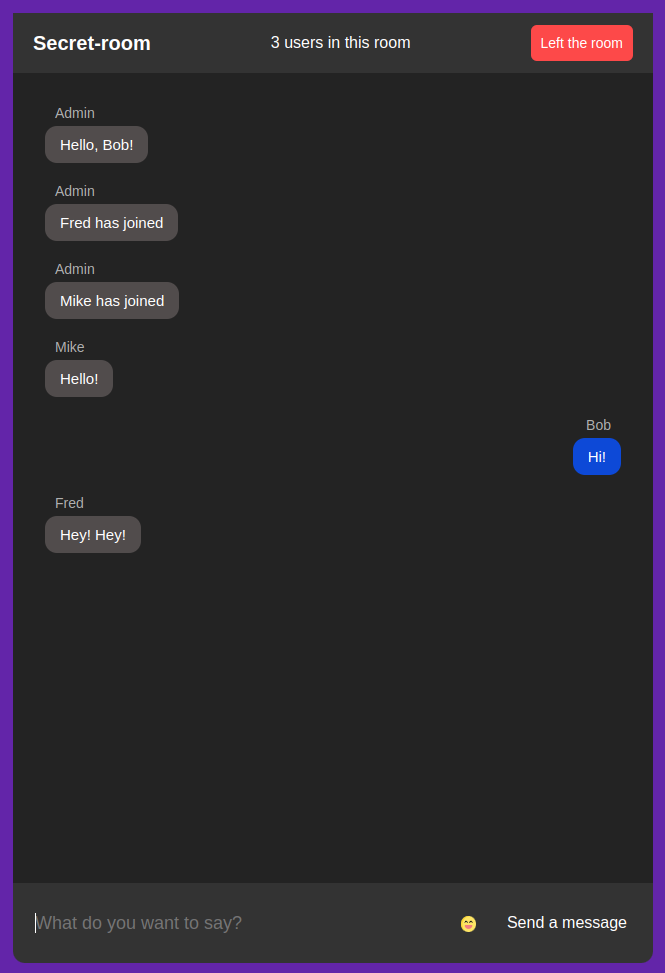 Secret-room
3 users in this room
Left the room
Admin
Hello, Bob!
Admin
Fred has joined
Admin
Mike has joined
Mike
Hello!
Bob
Hi!
Fred
Hey! Hey!
What do you want to say?
Send a message